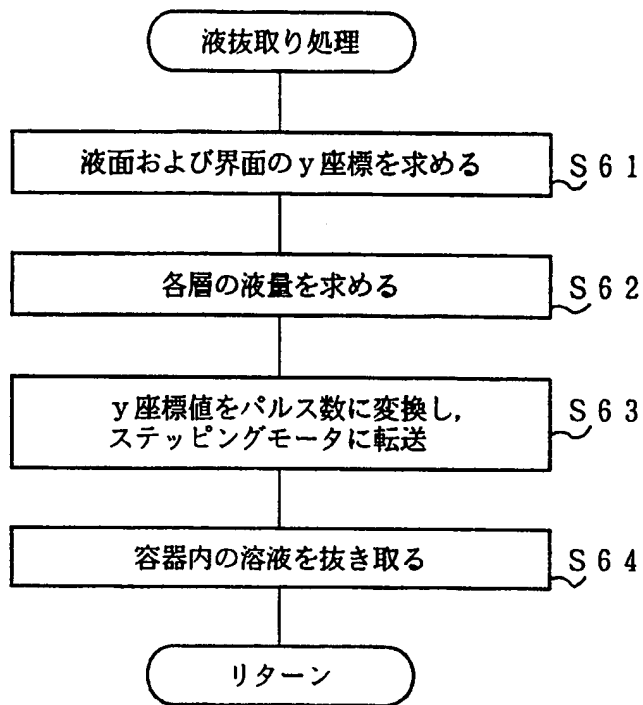 液抜取り処理
液面および界面のy座標を求める S61
各層の液量を求める S62
y座標値をパルス数に変換し, S63
ステッピングモータに転送
容器内の溶液を抜き取る S64
リターン